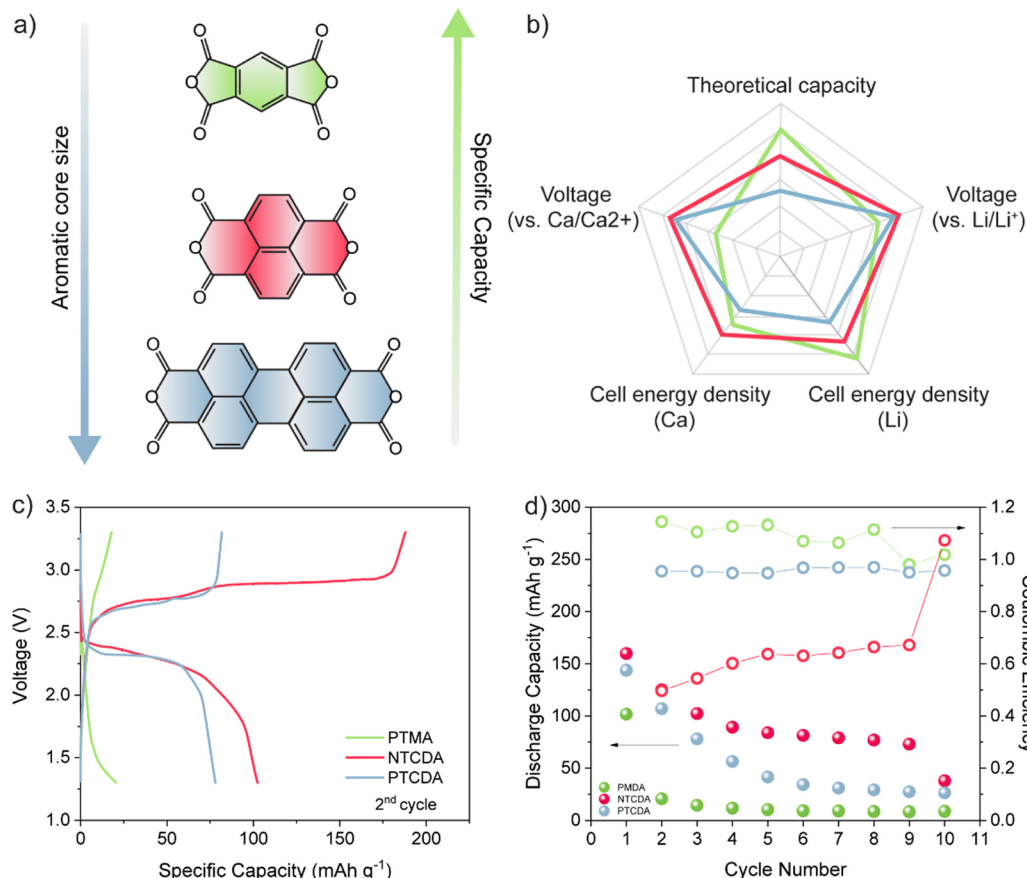 a)
Aromatic core size
Specific Capacity
O O
O O
O O
O O
O O
O O
O O
O O
O O
b)
Theoretical capacity
Voltage
(vs. Ca/Ca2+)
Voltage
(vs. Li/Li⁺)
Cell energy density
(Ca)
Cell energy density
(Li)
c)
3.5
3.0
2.5
2.0
1.5
1.0
Voltage (V)
PTMA
NTCDA
PTCDA
2nd cycle
0 50 100 150 200
Specific Capacity (mAh g⁻¹)
d)
300
250
200
150
100
50
0
Discharge Capacity (mAh g⁻¹)
PMDA
NTCDA
PTCDA
1.2
1.0
0.8
0.6
0.4
0.2
0.0
0 1 2 3 4 5 6 7 8 9 10 11
Cycle Number